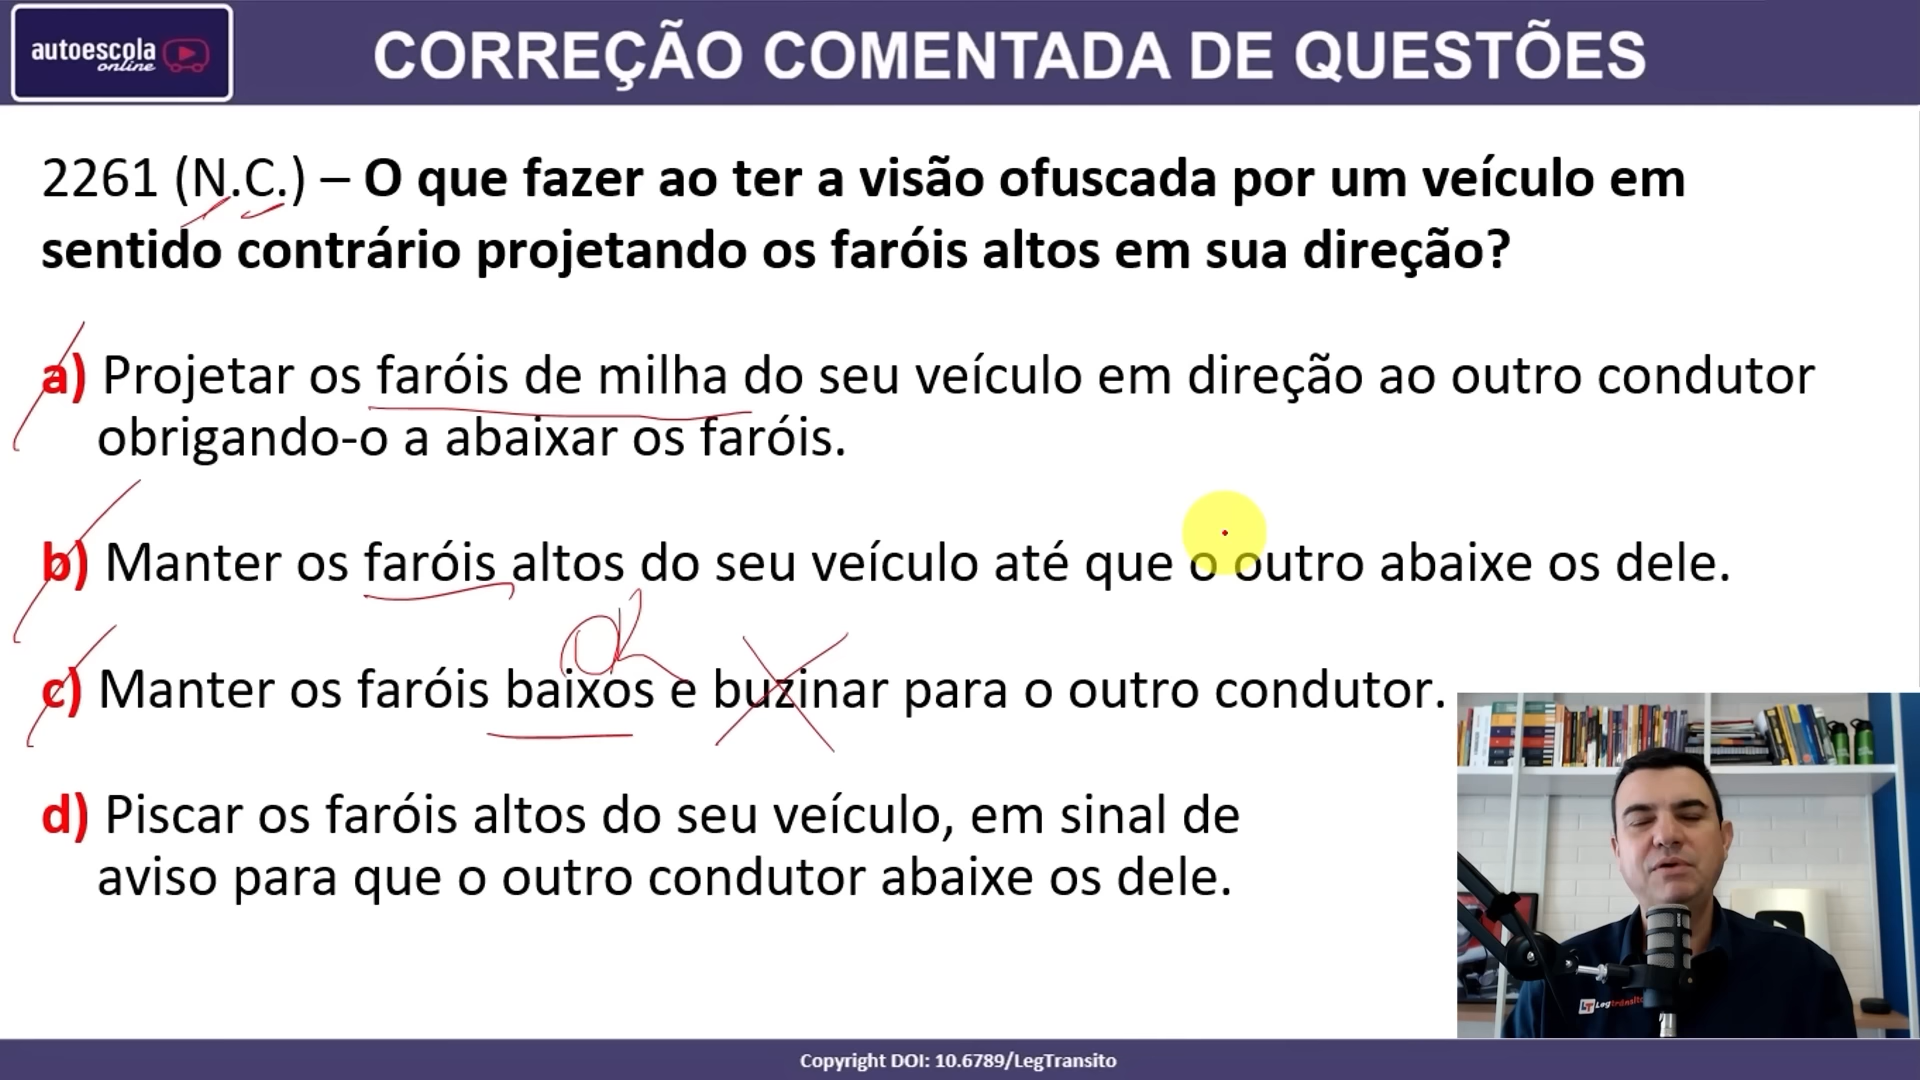 autoescola
online
CORREÇÃO COMENTADA DE QUESTÕES
2261 (N.C.) – O que fazer ao ter a visão ofuscada por um veículo em
sentido contrário projetando os faróis altos em sua direção?
a) Projetar os faróis de milha do seu veículo em direção ao outro condutor
obrigando-o a abaixar os faróis.
b) Manter os faróis altos do seu veículo até que o outro abaixe os dele.
ok
c) Manter os faróis baixos e buzinar para o outro condutor.
d) Piscar os faróis altos do seu veículo, em sinal de
aviso para que o outro condutor abaixe os dele.
LT Legtrânsito
Copyright DOI: 10.6789/LegTransito